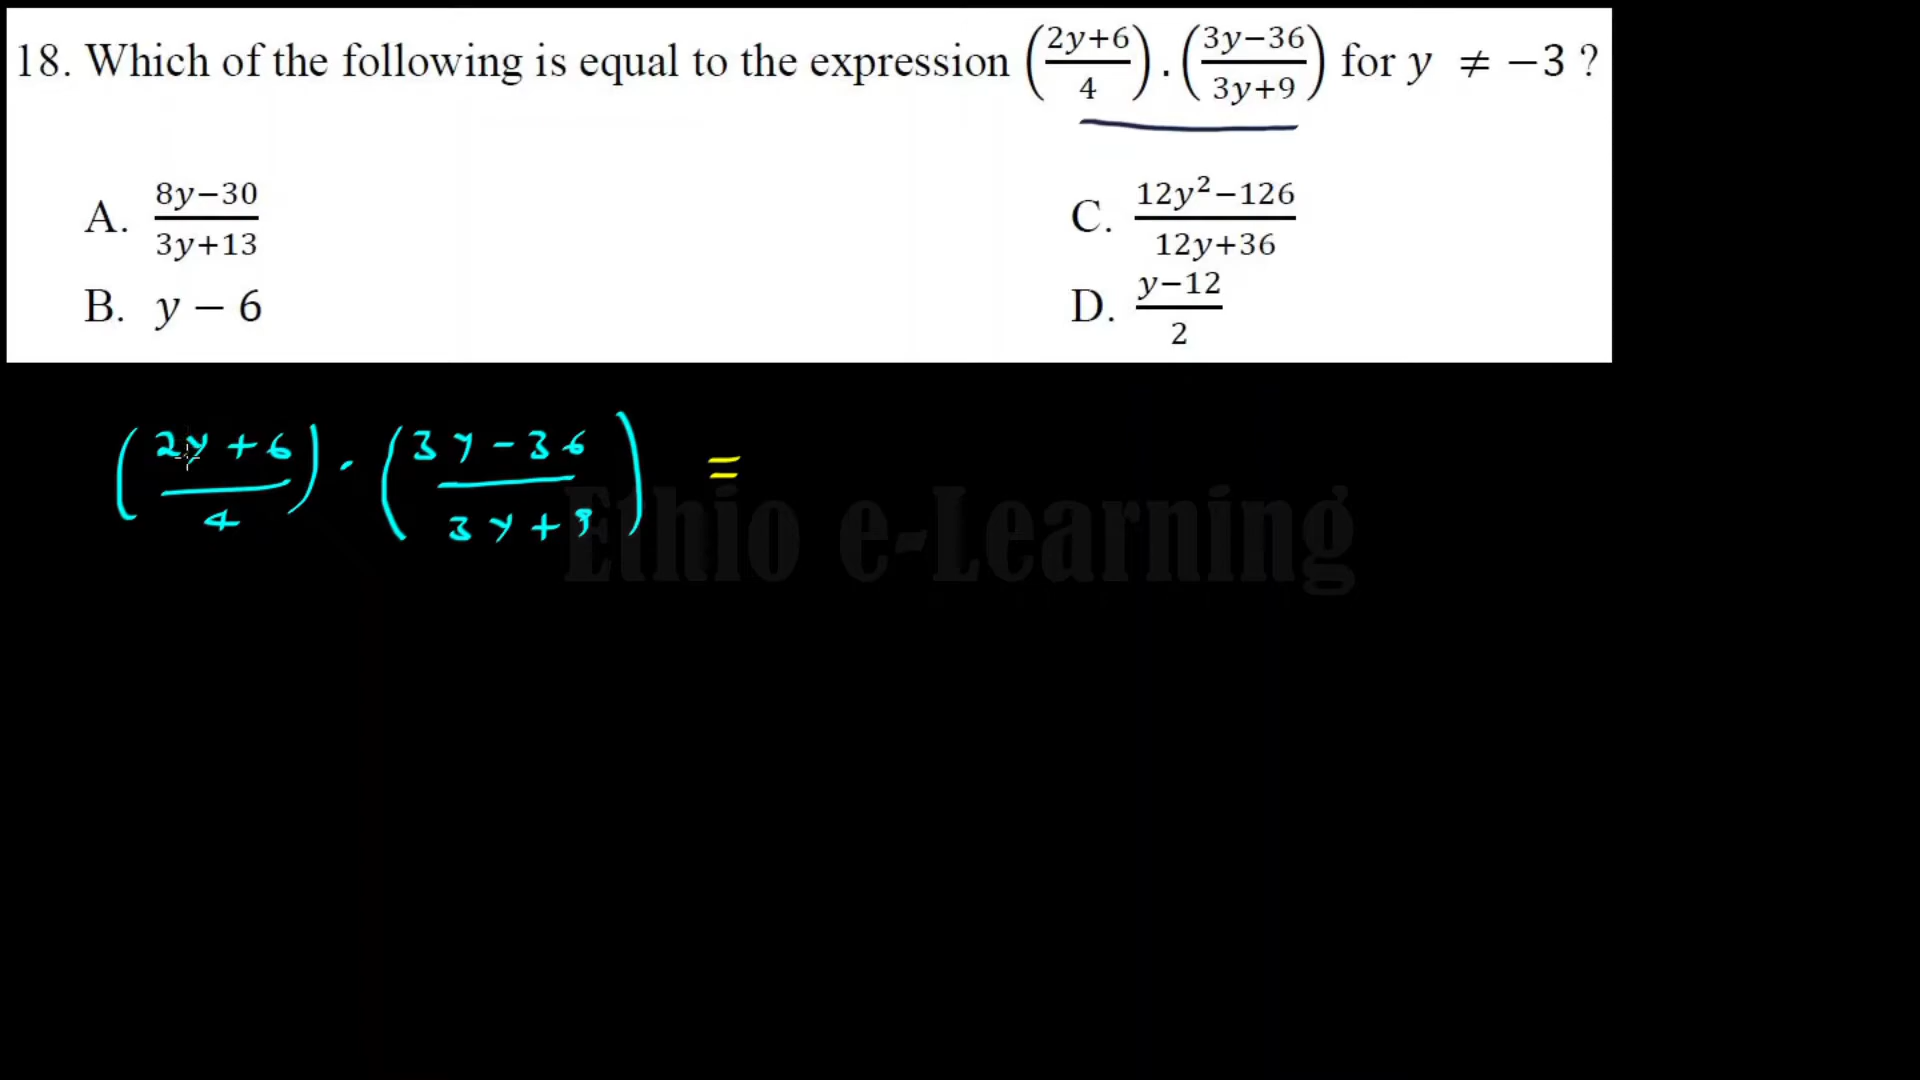 18. Which of the following is equal to the expression (2y+6/4).(3y−36/3y+9) for y ≠ −3 ?
A. 8y−30/3y+13
C. 12y²−126/12y+36
B. y − 6
D. y−12/2
(2y+6/4)·(3y−36/3y+9) =
Ethio e-Learning